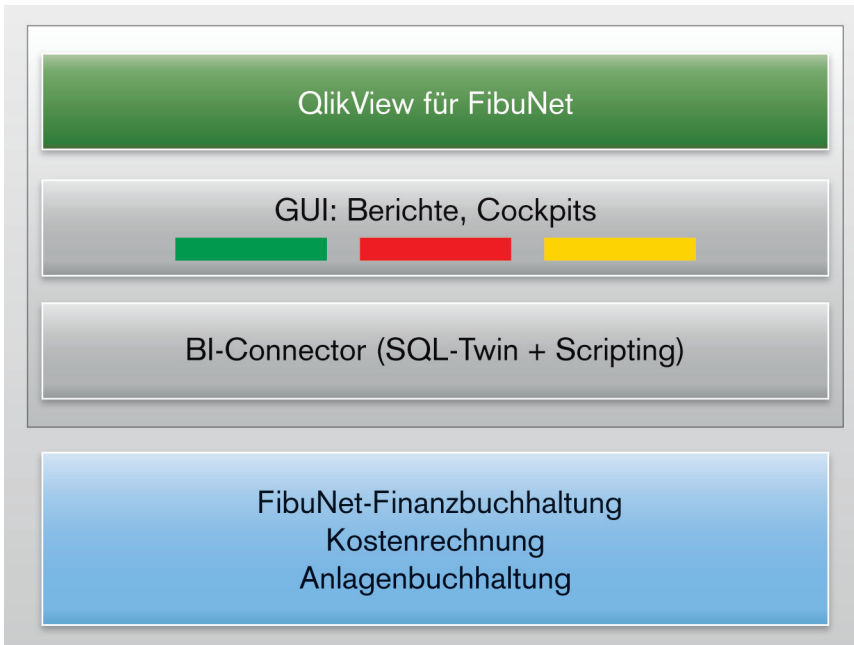 QlikView für FibuNet
GUI: Berichte, Cockpits
BI-Connector (SQL-Twin + Scripting)
FibuNet-Finanzbuchhaltung
Kostenrechnung
Anlagenbuchhaltung